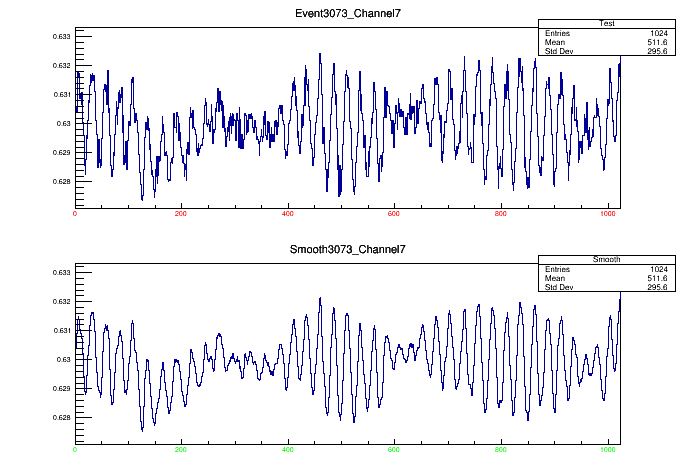 Event3073_Channel7
Test
Entries 1024
Mean 511.6
Std Dev 295.6
0.633
0.632
0.631
0.63
0.629
0.628
0 200 400 600 800 1000
Smooth3073_Channel7
Smooth
Entries 1024
Mean 511.6
Std Dev 295.6
0.633
0.632
0.631
0.63
0.629
0.628
0 200 400 600 800 1000